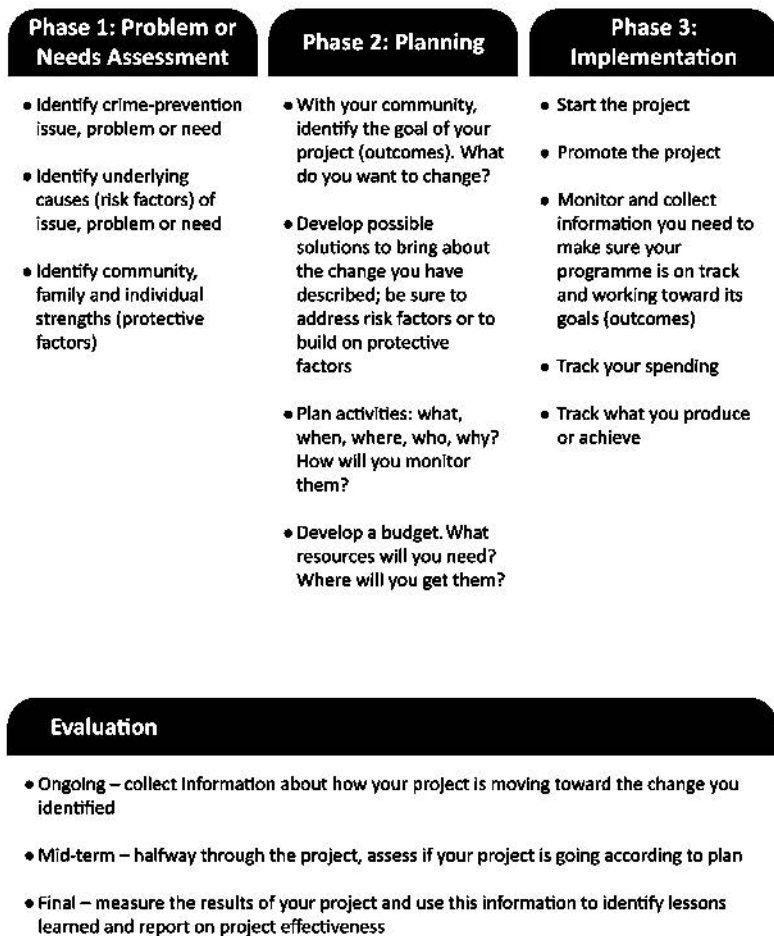 Phase 1: Problem or
Needs Assessment
• Identify crime-prevention
issue, problem or need
• Identify underlying
causes (risk factors) of
issue, problem or need
• Identify community,
family and individual
strengths (protective
factors)
Phase 2: Planning
• With your community,
identify the goal of your
project (outcomes). What
do you want to change?
• Develop possible
solutions to bring about
the change you have
described; be sure to
address risk factors or to
build on protective
factors
• Plan activities: what,
when, where, who, why?
How will you monitor
them?
• Develop a budget. What
resources will you need?
Where will you get them?
Phase 3:
Implementation
• Start the project
• Promote the project
• Monitor and collect
information you need to
make sure your
programme is on track
and working toward its
goals (outcomes)
• Track your spending
• Track what you produce
or achieve
Evaluation
• Ongoing – collect information about how your project is moving toward the change you
identified
• Mid-term – halfway through the project, assess if your project is going according to plan
• Final – measure the results of your project and use this information to identify lessons
learned and report on project effectiveness